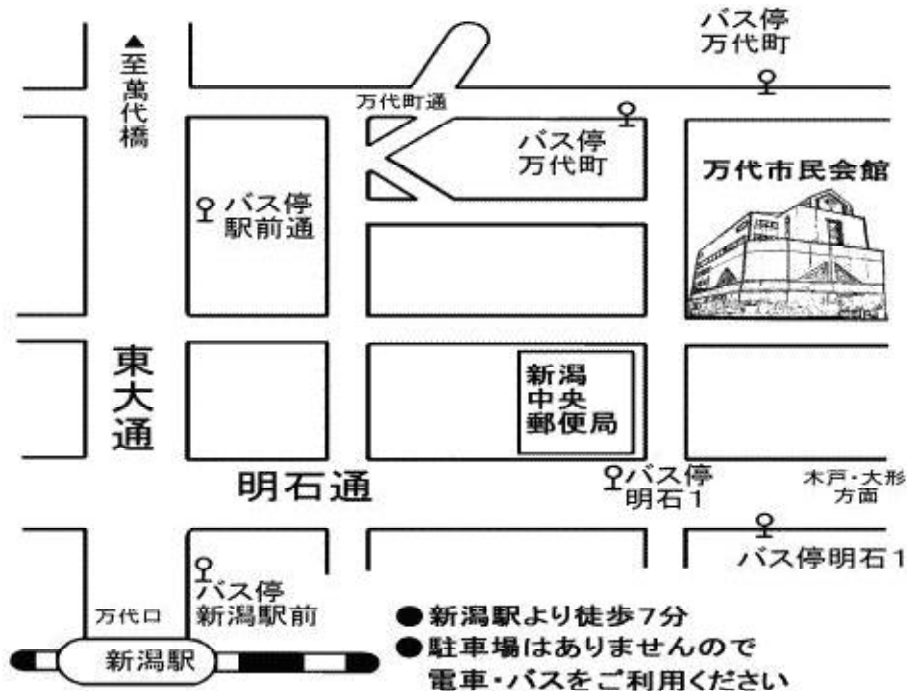 バス停
万代町
▲至萬代橋
万代町通
バス停
万代町
万代市民会館
バス停
駅前通
東大通
新潟
中央
郵便局
明石通
バス停
明石1
木戸・大形
方面
バス停明石1
バス停
新潟駅前
万代口
新潟駅
●新潟駅より徒歩7分
●駐車場はありませんので
電車・バスをご利用ください